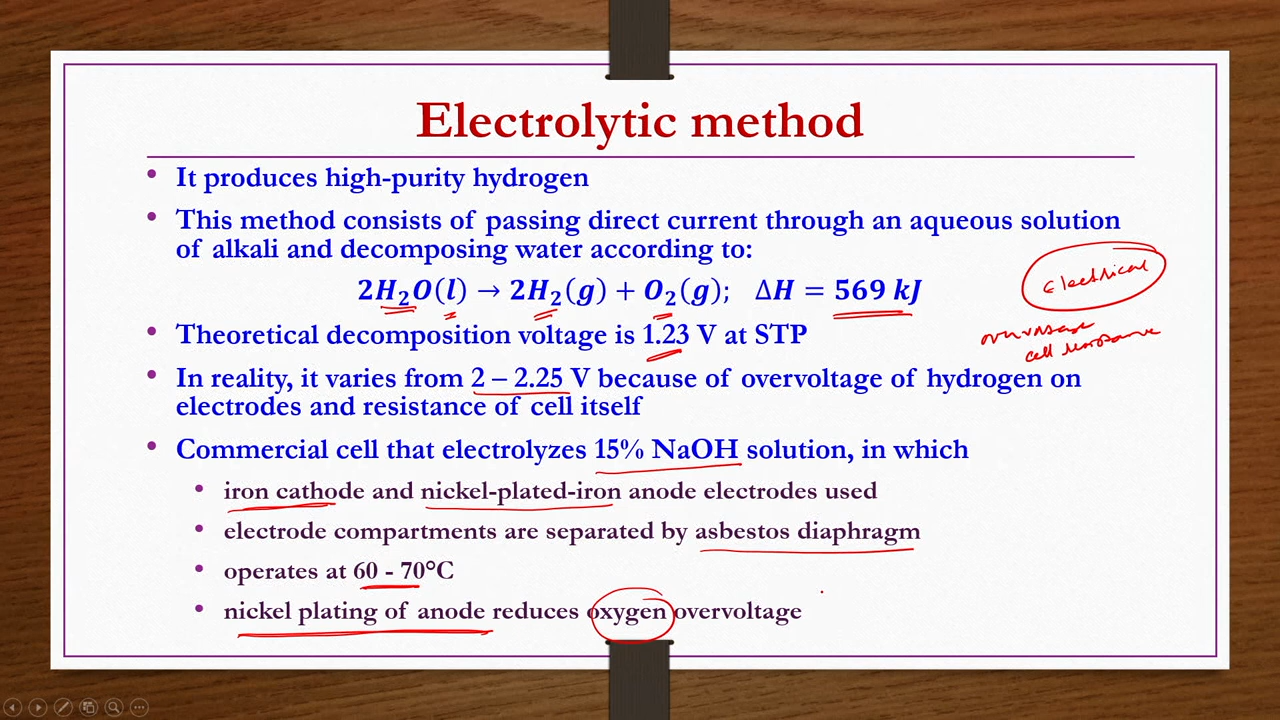 Electrolytic method
• It produces high-purity hydrogen
• This method consists of passing direct current through an aqueous solution
of alkali and decomposing water according to:
2H₂O(l) → 2H₂(g) + O₂(g); ΔH = 569 kJ
Electrical
• Theoretical decomposition voltage is 1.23 V at STP
cell
• In reality, it varies from 2 – 2.25 V because of overvoltage of hydrogen on
electrodes and resistance of cell itself
• Commercial cell that electrolyzes 15% NaOH solution, in which
• iron cathode and nickel-plated-iron anode electrodes used
• electrode compartments are separated by asbestos diaphragm
• operates at 60 - 70°C
• nickel plating of anode reduces oxygen overvoltage